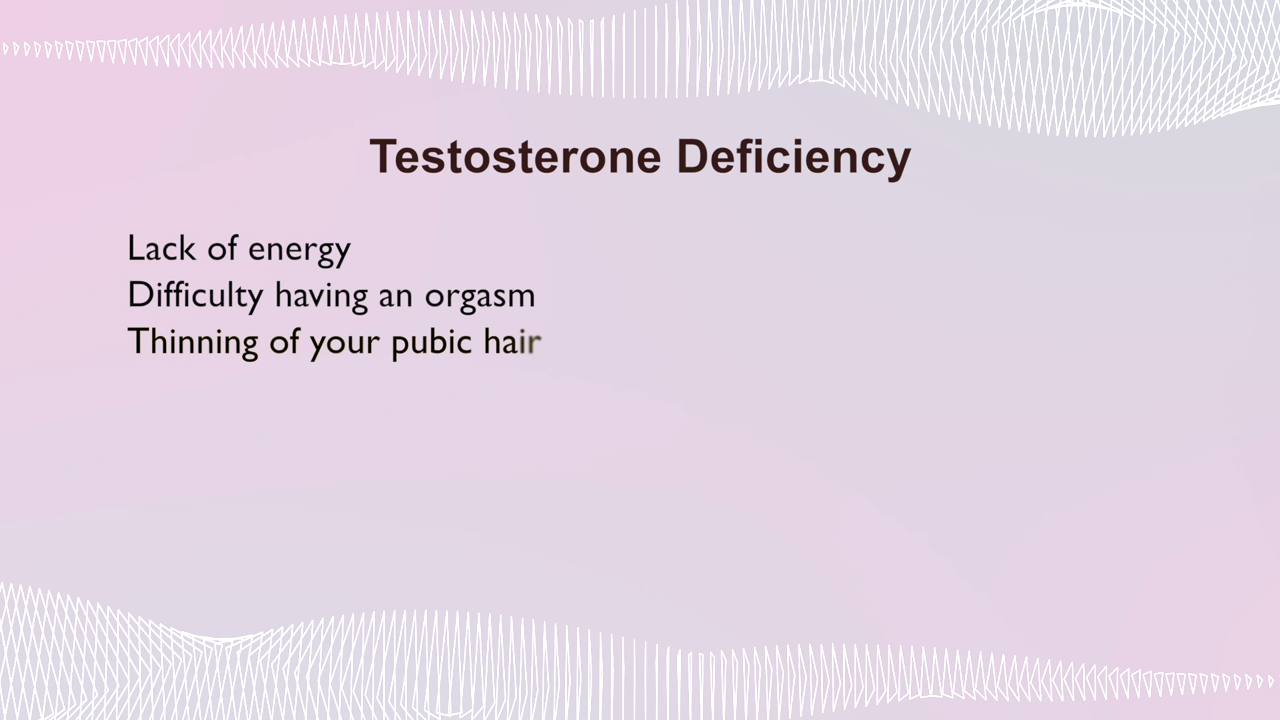 Testosterone Deficiency
Lack of energy
Difficulty having an orgasm
Thinning of your pubic hair